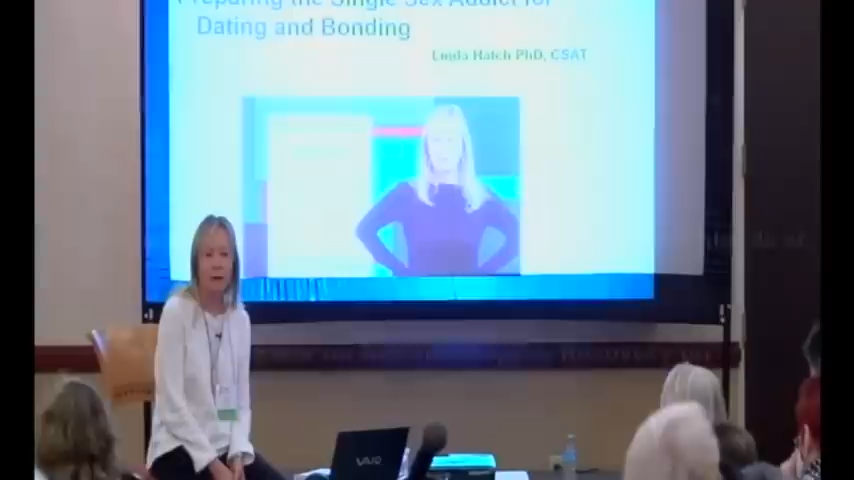 Preparing the Single Sex Addict for
Dating and Bonding
Linda Hatch PhD, CSAT
VAIO